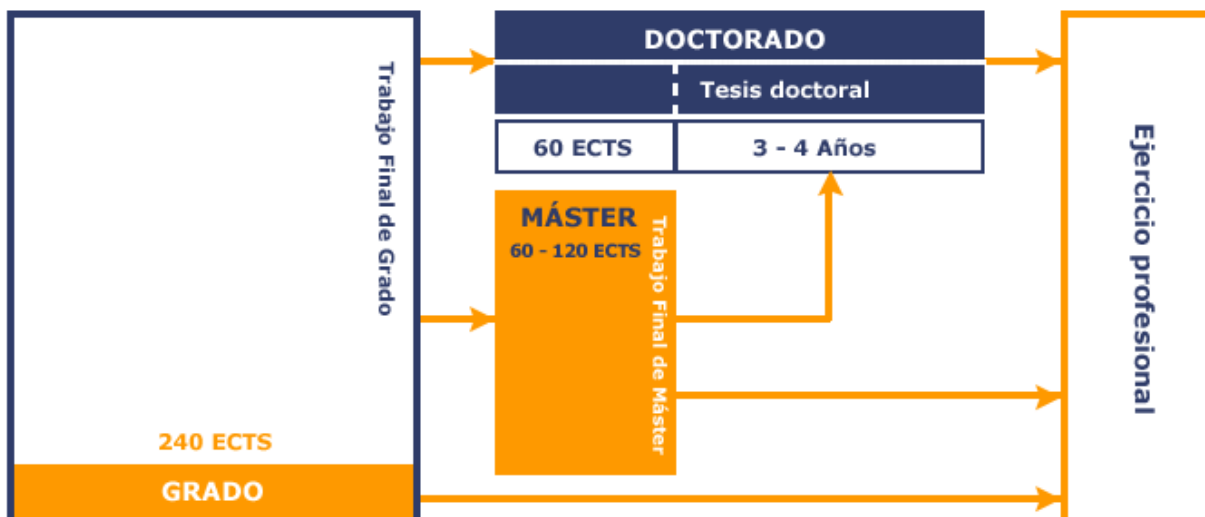 Trabajo Final de Grado
240 ECTS
GRADO
DOCTORADO
Tesis doctoral
60 ECTS
3 - 4 Años
MÁSTER
60 - 120 ECTS
Trabajo Final de Máster
Ejercicio profesional